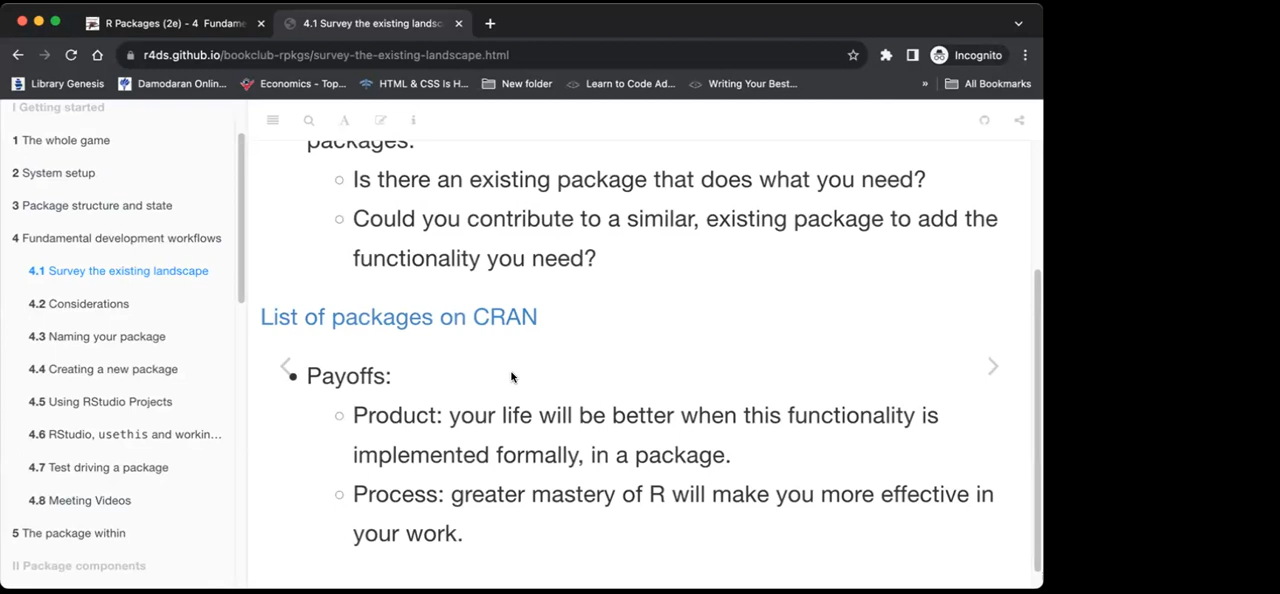 R Packages (2e) - 4 Fundame
4.1 Survey the existing landsc
r4ds.github.io/bookclub-rpkgs/survey-the-existing-landscape.html
Incognito
Library Genesis
Damodaran Onlin...
Economics - Top...
HTML & CSS Is H...
New folder
Learn to Code Ad...
Writing Your Best...
»
All Bookmarks
I Getting started
1 The whole game
2 System setup
3 Package structure and state
4 Fundamental development workflows
4.1 Survey the existing landscape
4.2 Considerations
4.3 Naming your package
4.4 Creating a new package
4.5 Using RStudio Projects
4.6 RStudio, usethis and workin...
4.7 Test driving a package
4.8 Meeting Videos
5 The package within
II Package components
packages:
Is there an existing package that does what you need?
Could you contribute to a similar, existing package to add the
functionality you need?
List of packages on CRAN
Payoffs:
Product: your life will be better when this functionality is
implemented formally, in a package.
Process: greater mastery of R will make you more effective in
your work.